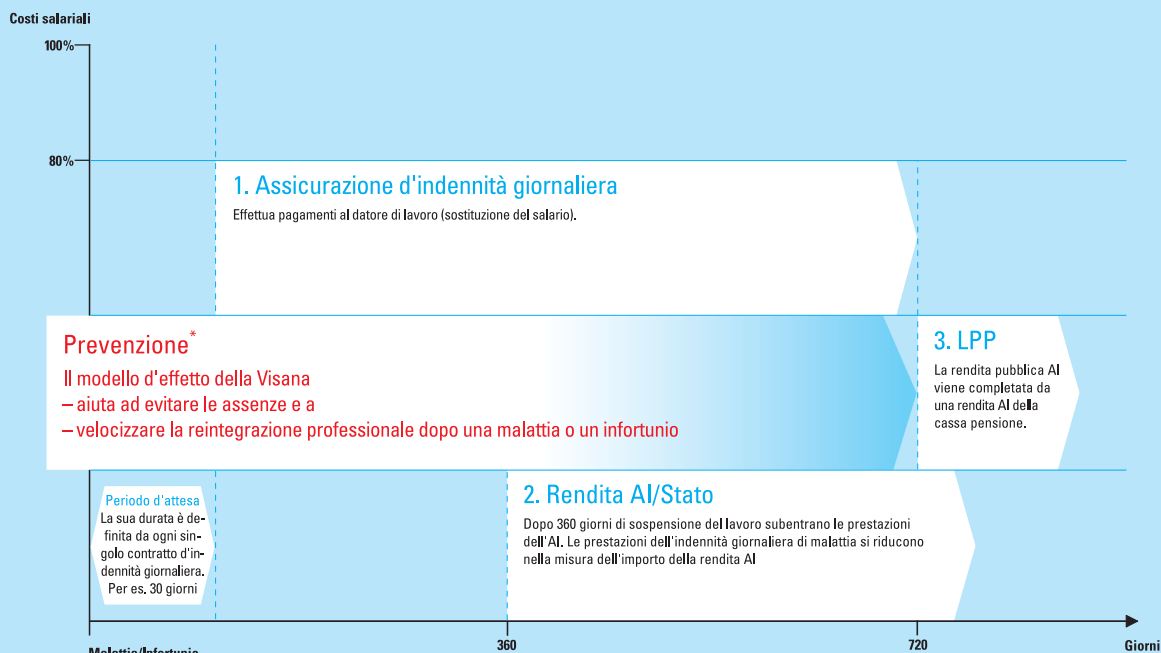 Costi salariali
100%
80%
1. Assicurazione d'indennità giornaliera
Effettua pagamenti al datore di lavoro (sostituzione del salario).
Prevenzione*
Il modello d'effetto della Visana
– aiuta ad evitare le assenze e a
– velocizzare la reintegrazione professionale dopo una malattia o un infortunio
3. LPP
La rendita pubblica AI
viene completata da
una rendita AI della
cassa pensione.
Periodo d'attesa
La sua durata è de-
finita da ogni sin-
golo contratto d'in-
dennità giornaliera.
Per es. 30 giorni
2. Rendita AI/Stato
Dopo 360 giorni di sospensione del lavoro subentrano le prestazioni
dell'AI. Le prestazioni dell'indennità giornaliera di malattia si riducono
nella misura dell'importo della rendita AI
Malattia/Infortunio
360
720
Giorni